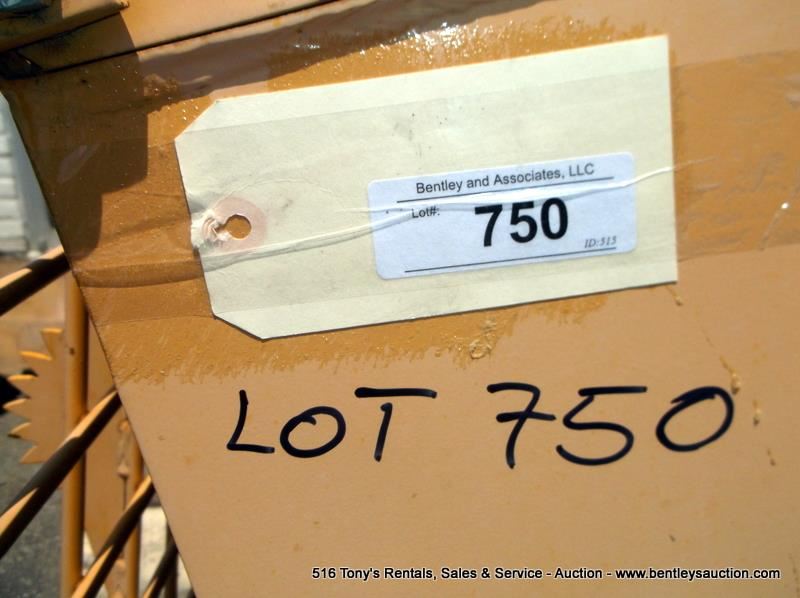 Bentley and Associates, LLC
Lot#: 750
ID:515
LOT 750
516 Tony's Rentals, Sales & Service - Auction - www.bentleysauction.com